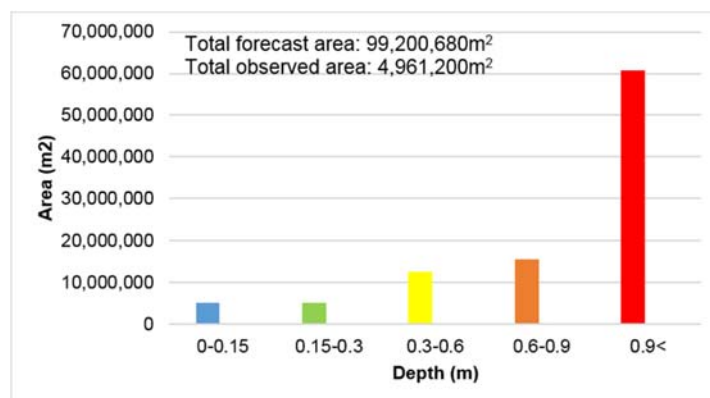 70,000,000
Total forecast area: 99,200,680m²
Total observed area: 4,961,200m²
60,000,000
50,000,000
40,000,000
30,000,000
20,000,000
10,000,000
0
Area (m2)
0-0.15 0.15-0.3 0.3-0.6 0.6-0.9 0.9<
Depth (m)